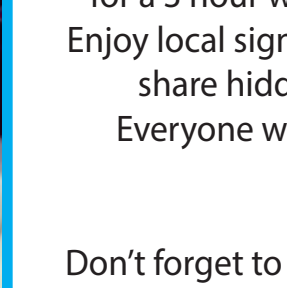 for a 3 hour w
Enjoy local sign
share hidd
Everyone w
Don't forget to